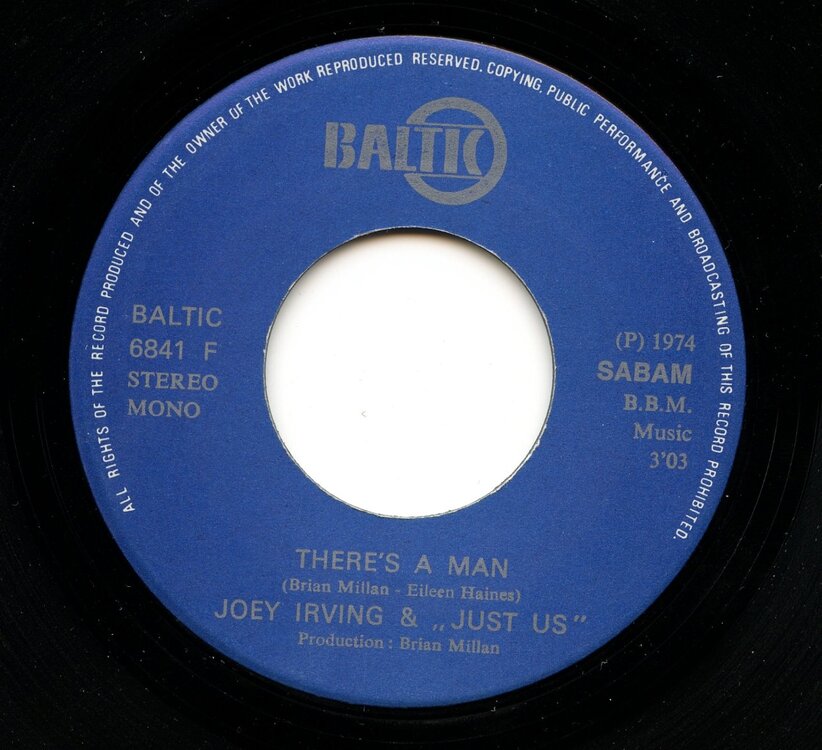 ALL RIGHTS OF THE RECORD PRODUCED AND OF THE OWNER OF THE WORK REPRODUCED RESERVED. COPYING, PUBLIC PERFORMANCE AND BROADCASTING OF THIS RECORD PROHIBITED.
BALTIC
BALTIC
6841 F
STEREO
MONO
(P) 1974
SABAM
B.B.M.
Music
3'03
THERE'S A MAN
(Brian Millan - Eileen Haines)
JOEY IRVING & „JUST US”
Production : Brian Millan